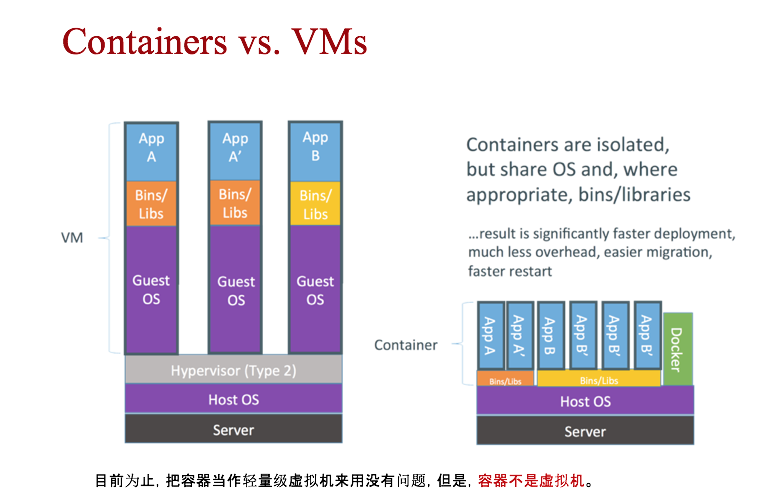 Containers vs. VMs
App
A
App
A’
App
B
Bins/
Libs
Bins/
Libs
Bins/
Libs
VM
Guest
OS
Guest
OS
Guest
OS
Hypervisor (Type 2)
Host OS
Server
Containers are isolated,
but share OS and, where
appropriate, bins/libraries
...result is significantly faster deployment,
much less overhead, easier migration,
faster restart
Container
App A
App A’
App B
App B’
App B’
App B’
Docker
Bins/Libs
Bins/Libs
Host OS
Server
目前为止, 把容器当作轻量级虚拟机来用没有问题, 但是, 容器不是虚拟机。